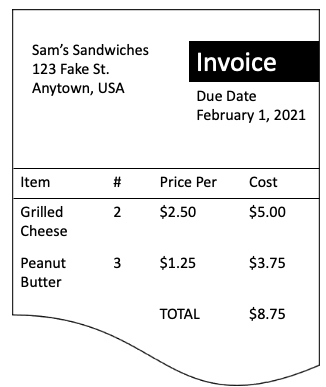 Sam's Sandwiches
123 Fake St.
Anytown, USA
Invoice
Due Date
February 1, 2021
Item # Price Per Cost
Grilled 2 $2.50 $5.00
Cheese
Peanut 3 $1.25 $3.75
Butter
TOTAL $8.75